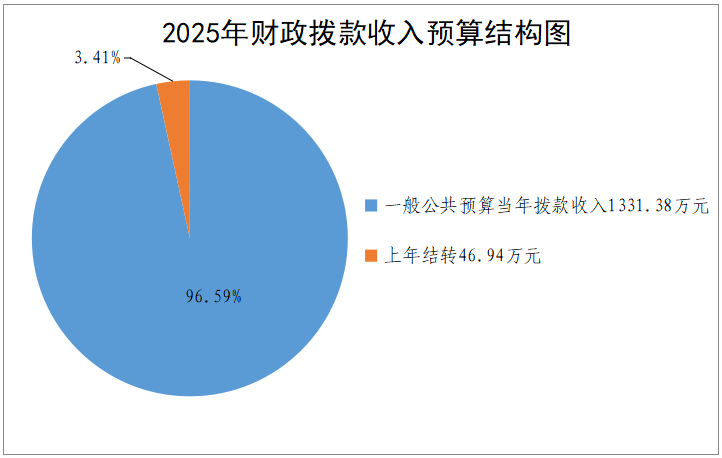 2025年财政拨款收入预算结构图
3.41%
一般公共预算当年拨款收入1331.38万元
上年结转46.94万元
96.59%